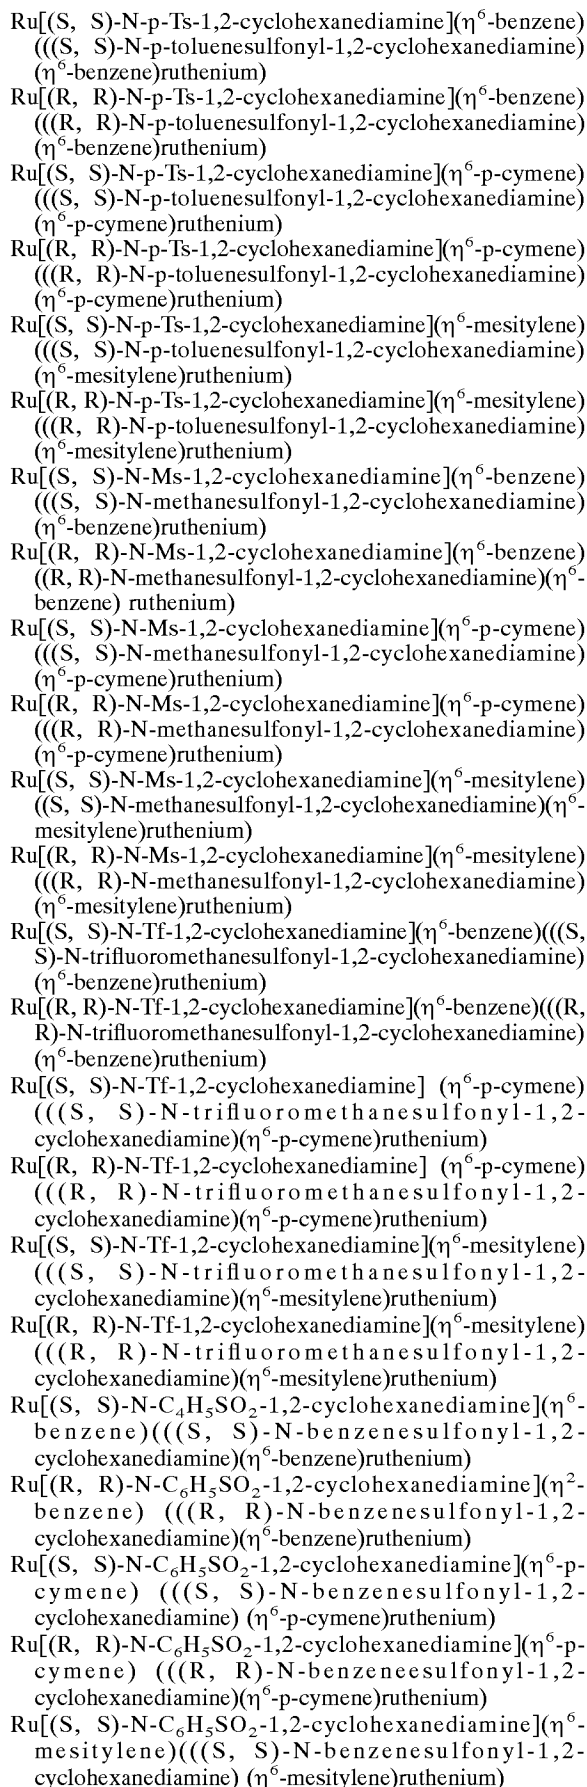 Ru[(S, S)-N-p-Ts-1,2-cyclohexanediamine](η⁶-benzene)
(((S, S)-N-p-toluenesulfonyl-1,2-cyclohexanediamine)
(η⁶-benzene)ruthenium)
Ru[(R, R)-N-p-Ts-1,2-cyclohexanediamine](η⁶-benzene)
(((R, R)-N-p-toluenesulfonyl-1,2-cyclohexanediamine)
(η⁶-benzene)ruthenium)
Ru[(S, S)-N-p-Ts-1,2-cyclohexanediamine](η⁶-p-cymene)
(((S, S)-N-p-toluenesulfonyl-1,2-cyclohexanediamine)
(η⁶-p-cymene)ruthenium)
Ru[(R, R)-N-p-Ts-1,2-cyclohexanediamine](η⁶-p-cymene)
(((R, R)-N-p-toluenesulfonyl-1,2-cyclohexanediamine)
(η⁶-p-cymene)ruthenium)
Ru[(S, S)-N-p-Ts-1,2-cyclohexanediamine](η⁶-mesitylene)
(((S, S)-N-p-toluenesulfonyl-1,2-cyclohexanediamine)
(η⁶-mesitylene)ruthenium)
Ru[(R, R)-N-p-Ts-1,2-cyclohexanediamine](η⁶-mesitylene)
(((R, R)-N-p-toluenesulfonyl-1,2-cyclohexanediamine)
(η⁶-mesitylene)ruthenium)
Ru[(S, S)-N-Ms-1,2-cyclohexanediamine](η⁶-benzene)
(((S, S)-N-methanesulfonyl-1,2-cyclohexanediamine)
(η⁶-benzene)ruthenium)
Ru[(R, R)-N-Ms-1,2-cyclohexanediamine](η⁶-benzene)
((R, R)-N-methanesulfonyl-1,2-cyclohexanediamine)(η⁶-
benzene) ruthenium)
Ru[(S, S)-N-Ms-1,2-cyclohexanediamine](η⁶-p-cymene)
(((S, S)-N-methanesulfonyl-1,2-cyclohexanediamine)
(η⁶-p-cymene)ruthenium)
Ru[(R, R)-N-Ms-1,2-cyclohexanediamine](η⁶-p-cymene)
(((R, R)-N-methanesulfonyl-1,2-cyclohexanediamine)
(η⁶-p-cymene)ruthenium)
Ru[(S, S)-N-Ms-1,2-cyclohexanediamine](η⁶-mesitylene)
((S, S)-N-methanesulfonyl-1,2-cyclohexanediamine)(η⁶-
mesitylene)ruthenium)
Ru[(R, R)-N-Ms-1,2-cyclohexanediamine](η⁶-mesitylene)
(((R, R)-N-methanesulfonyl-1,2-cyclohexanediamine)
(η⁶-mesitylene)ruthenium)
Ru[(S, S)-N-Tf-1,2-cyclohexanediamine](η⁶-benzene)(((S,
S)-N-trifluoromethanesulfonyl-1,2-cyclohexanediamine)
(η⁶-benzene)ruthenium)
Ru[(R, R)-N-Tf-1,2-cyclohexanediamine](η⁶-benzene)(((R,
R)-N-trifluoromethanesulfonyl-1,2-cyclohexanediamine)
(η⁶-benzene)ruthenium)
Ru[(S, S)-N-Tf-1,2-cyclohexanediamine] (η⁶-p-cymene)
(((S, S)-N-trifluoromethanesulfonyl-1,2-
cyclohexanediamine)(η⁶-p-cymene)ruthenium)
Ru[(R, R)-N-Tf-1,2-cyclohexanediamine] (η⁶-p-cymene)
(((R, R)-N-trifluoromethanesulfonyl-1,2-
cyclohexanediamine)(η⁶-p-cymene)ruthenium)
Ru[(S, S)-N-Tf-1,2-cyclohexanediamine](η⁶-mesitylene)
(((S, S)-N-trifluoromethanesulfonyl-1,2-
cyclohexanediamine)(η⁶-mesitylene)ruthenium)
Ru[(R, R)-N-Tf-1,2-cyclohexanediamine](η⁶-mesitylene)
(((R, R)-N-trifluoromethanesulfonyl-1,2-
cyclohexanediamine)(η⁶-mesitylene)ruthenium)
Ru[(S, S)-N-C₄H₅SO₂-1,2-cyclohexanediamine](η⁶-
benzene)(((S, S)-N-benzenesulfonyl-1,2-
cyclohexanediamine)(η⁶-benzene)ruthenium)
Ru[(R, R)-N-C₆H₅SO₂-1,2-cyclohexanediamine](η²-
benzene) (((R, R)-N-benzenesulfonyl-1,2-
cyclohexanediamine)(η⁶-benzene)ruthenium)
Ru[(S, S)-N-C₆H₅SO₂-1,2-cyclohexanediamine](η⁶-p-
cymene) (((S, S)-N-benzenesulfonyl-1,2-
cyclohexanediamine) (η⁶-p-cymene)ruthenium)
Ru[(R, R)-N-C₆H₅SO₂-1,2-cyclohexanediamine](η⁶-p-
cymene) (((R, R)-N-benzeneesulfonyl-1,2-
cyclohexanediamine)(η⁶-p-cymene)ruthenium)
Ru[(S, S)-N-C₆H₅SO₂-1,2-cyclohexanediamine](η⁶-
mesitylene)(((S, S)-N-benzenesulfonyl-1,2-
cyclohexanediamine) (η⁶-mesitylene)ruthenium)